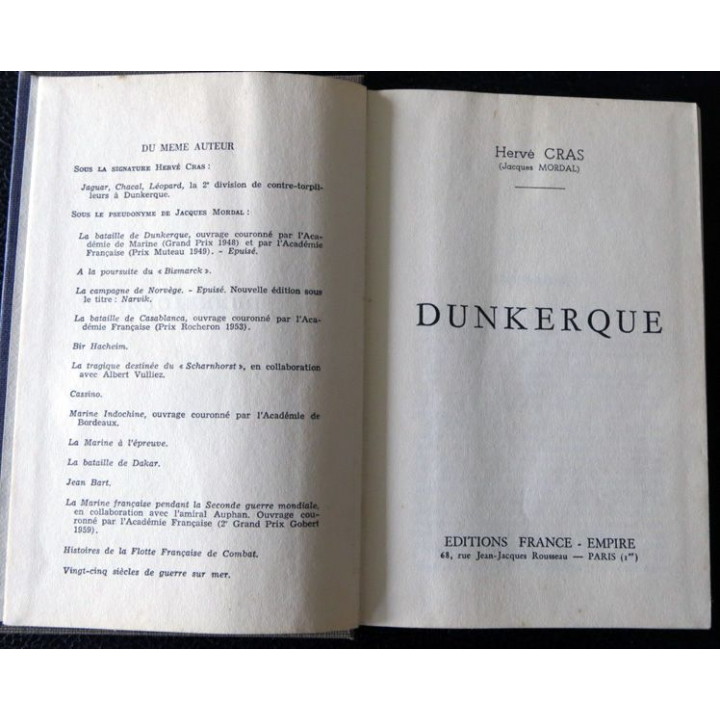 DU MEME AUTEUR
SOUS LA SIGNATURE HERVÉ CRAS :
Jaguar, Chacal, Léopard, la 2e division de contre-torpil-
leurs à Dunkerque.
SOUS LE PSEUDONYME DE JACQUES MORDAL :
La bataille de Dunkerque, ouvrage couronné par l'Aca-
démie de Marine (Grand Prix 1948) et par l'Académie
Française (Prix Muteau 1949). - Epuisé.
A la poursuite du « Bismarck ».
La campagne de Norvège. - Epuisé. Nouvelle édition sous
le titre : Narvik.
La bataille de Casablanca, ouvrage couronné par l'Aca-
démie Française (Prix Rocheron 1953).
Bir Hacheim.
La tragique destinée du « Scharnhorst », en collaboration
avec Albert Vulliez.
Cassino.
Marine Indochine, ouvrage couronné par l'Académie de
Bordeaux.
La Marine à l'épreuve.
La bataille de Dakar.
Jean Bart.
La Marine française pendant la Seconde guerre mondiale,
en collaboration avec l'amiral Auphan. Ouvrage cou-
ronné par l'Académie Française (2e Grand Prix Gobert
1959).
Histoires de la Flotte Française de Combat.
Vingt-cinq siècles de guerre sur mer.
Hervé CRAS
(Jacques MORDAL)
DUNKERQUE
EDITIONS FRANCE - EMPIRE
68, rue Jean-Jacques Rousseau — PARIS (1er)